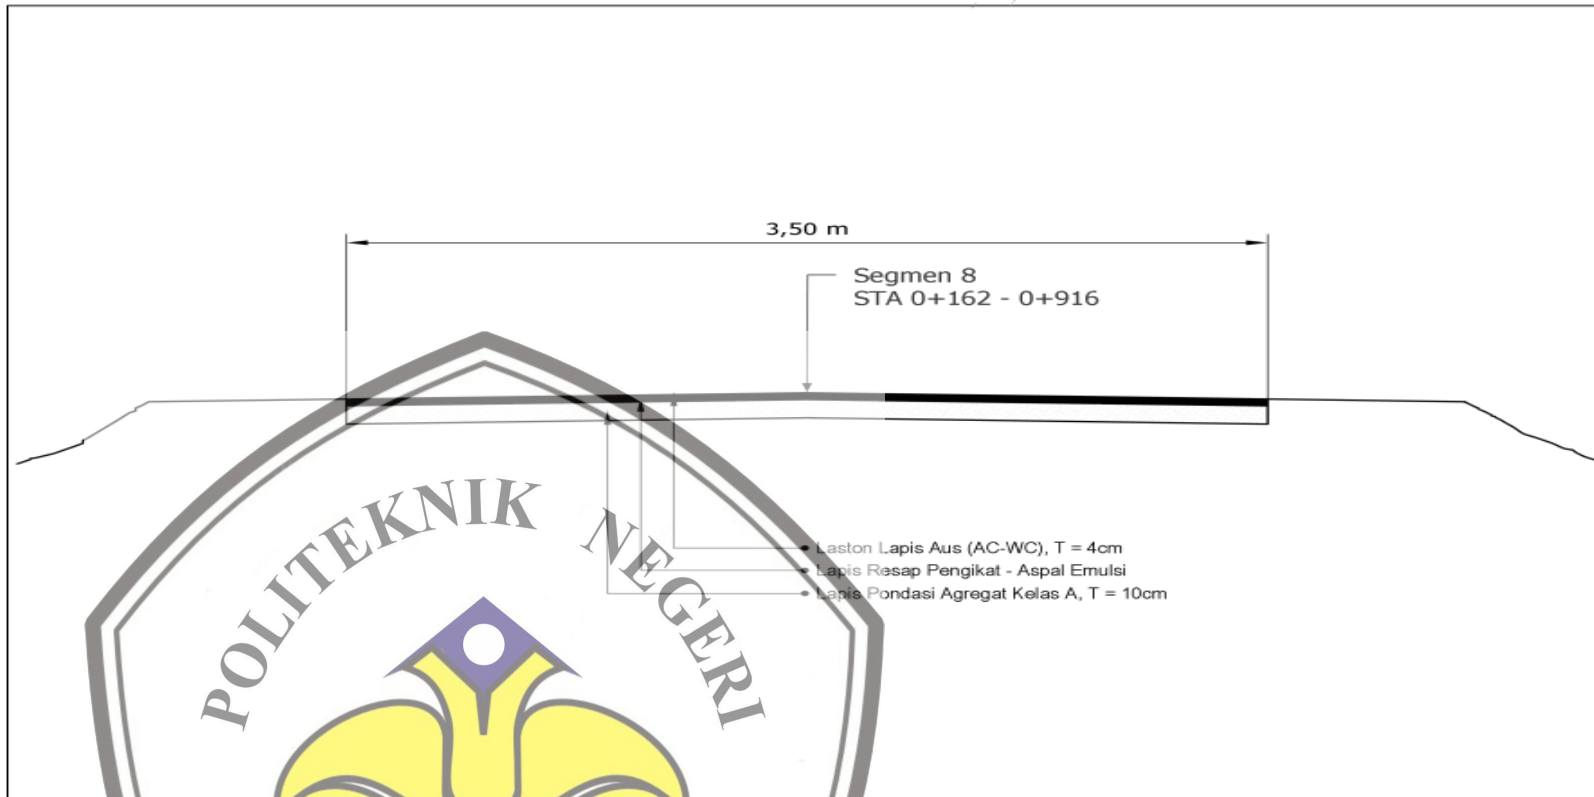 3,50 m
Segmen 8
STA 0+162 - 0+916
Laston Lapis Aus (AC-WC), T = 4cm
Lapis Resap Pengikat - Aspal Emulsi
Lapis Pondasi Agregat Kelas A, T = 10cm
POLITEKNIK NEGERI